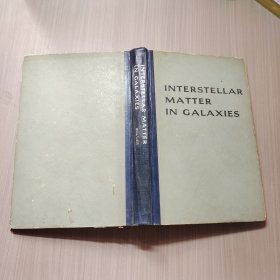 INTERSTELLAR MATTER
IN GALAXIES
INTERSTELLAR
MATTER
IN GALAXIES